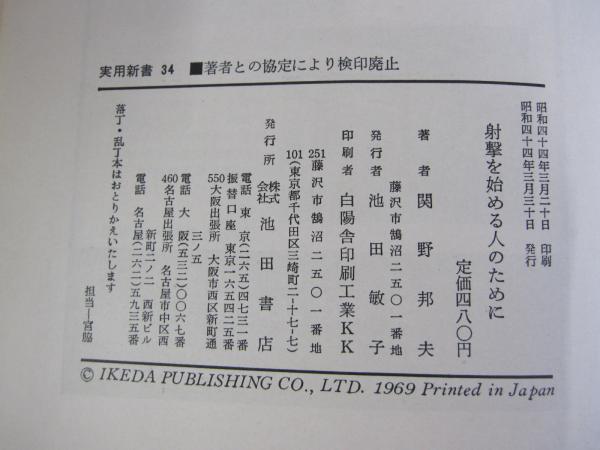 実用新書 34 ■著者との協定により検印廃止
昭和四十四年三月二十日 印刷
昭和四十四年三月三十日 発行
射撃を始める人のために
定価四八〇円
著者 関野邦夫
藤沢市鵠沼二五〇一番地
発行者 池田敏子
印刷者 白陽舎印刷工業KK
251藤沢市鵠沼二五〇一番地
101(東京都千代田区三崎町二-十七-七)
発行所 株式会社 池田書店
電話 東京(二六五)四七三一番
振替口座 東京一六五四二五番
550大阪出張所 大阪市西区新町通
三ノ五
電話 大阪(五三二)〇〇六七番
460名古屋出張所 名古屋市中区西
新町二ノ二 西新ビル
電話 名古屋(二六二)五九三五番
落丁・乱丁本はおとりかえいたします
担当―宮脇
© IKEDA PUBLISHING CO., LTD. 1969 Printed in Japan